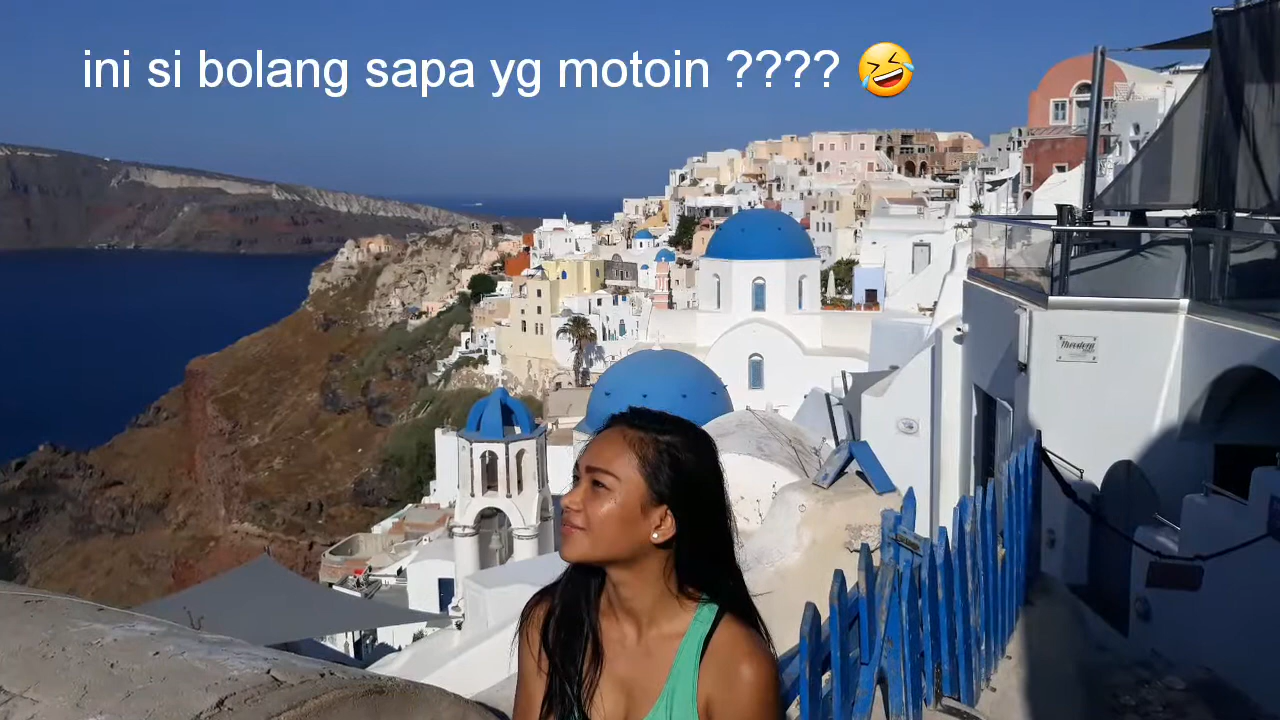 ini si bolang sapa yg motoin ???? 🤣